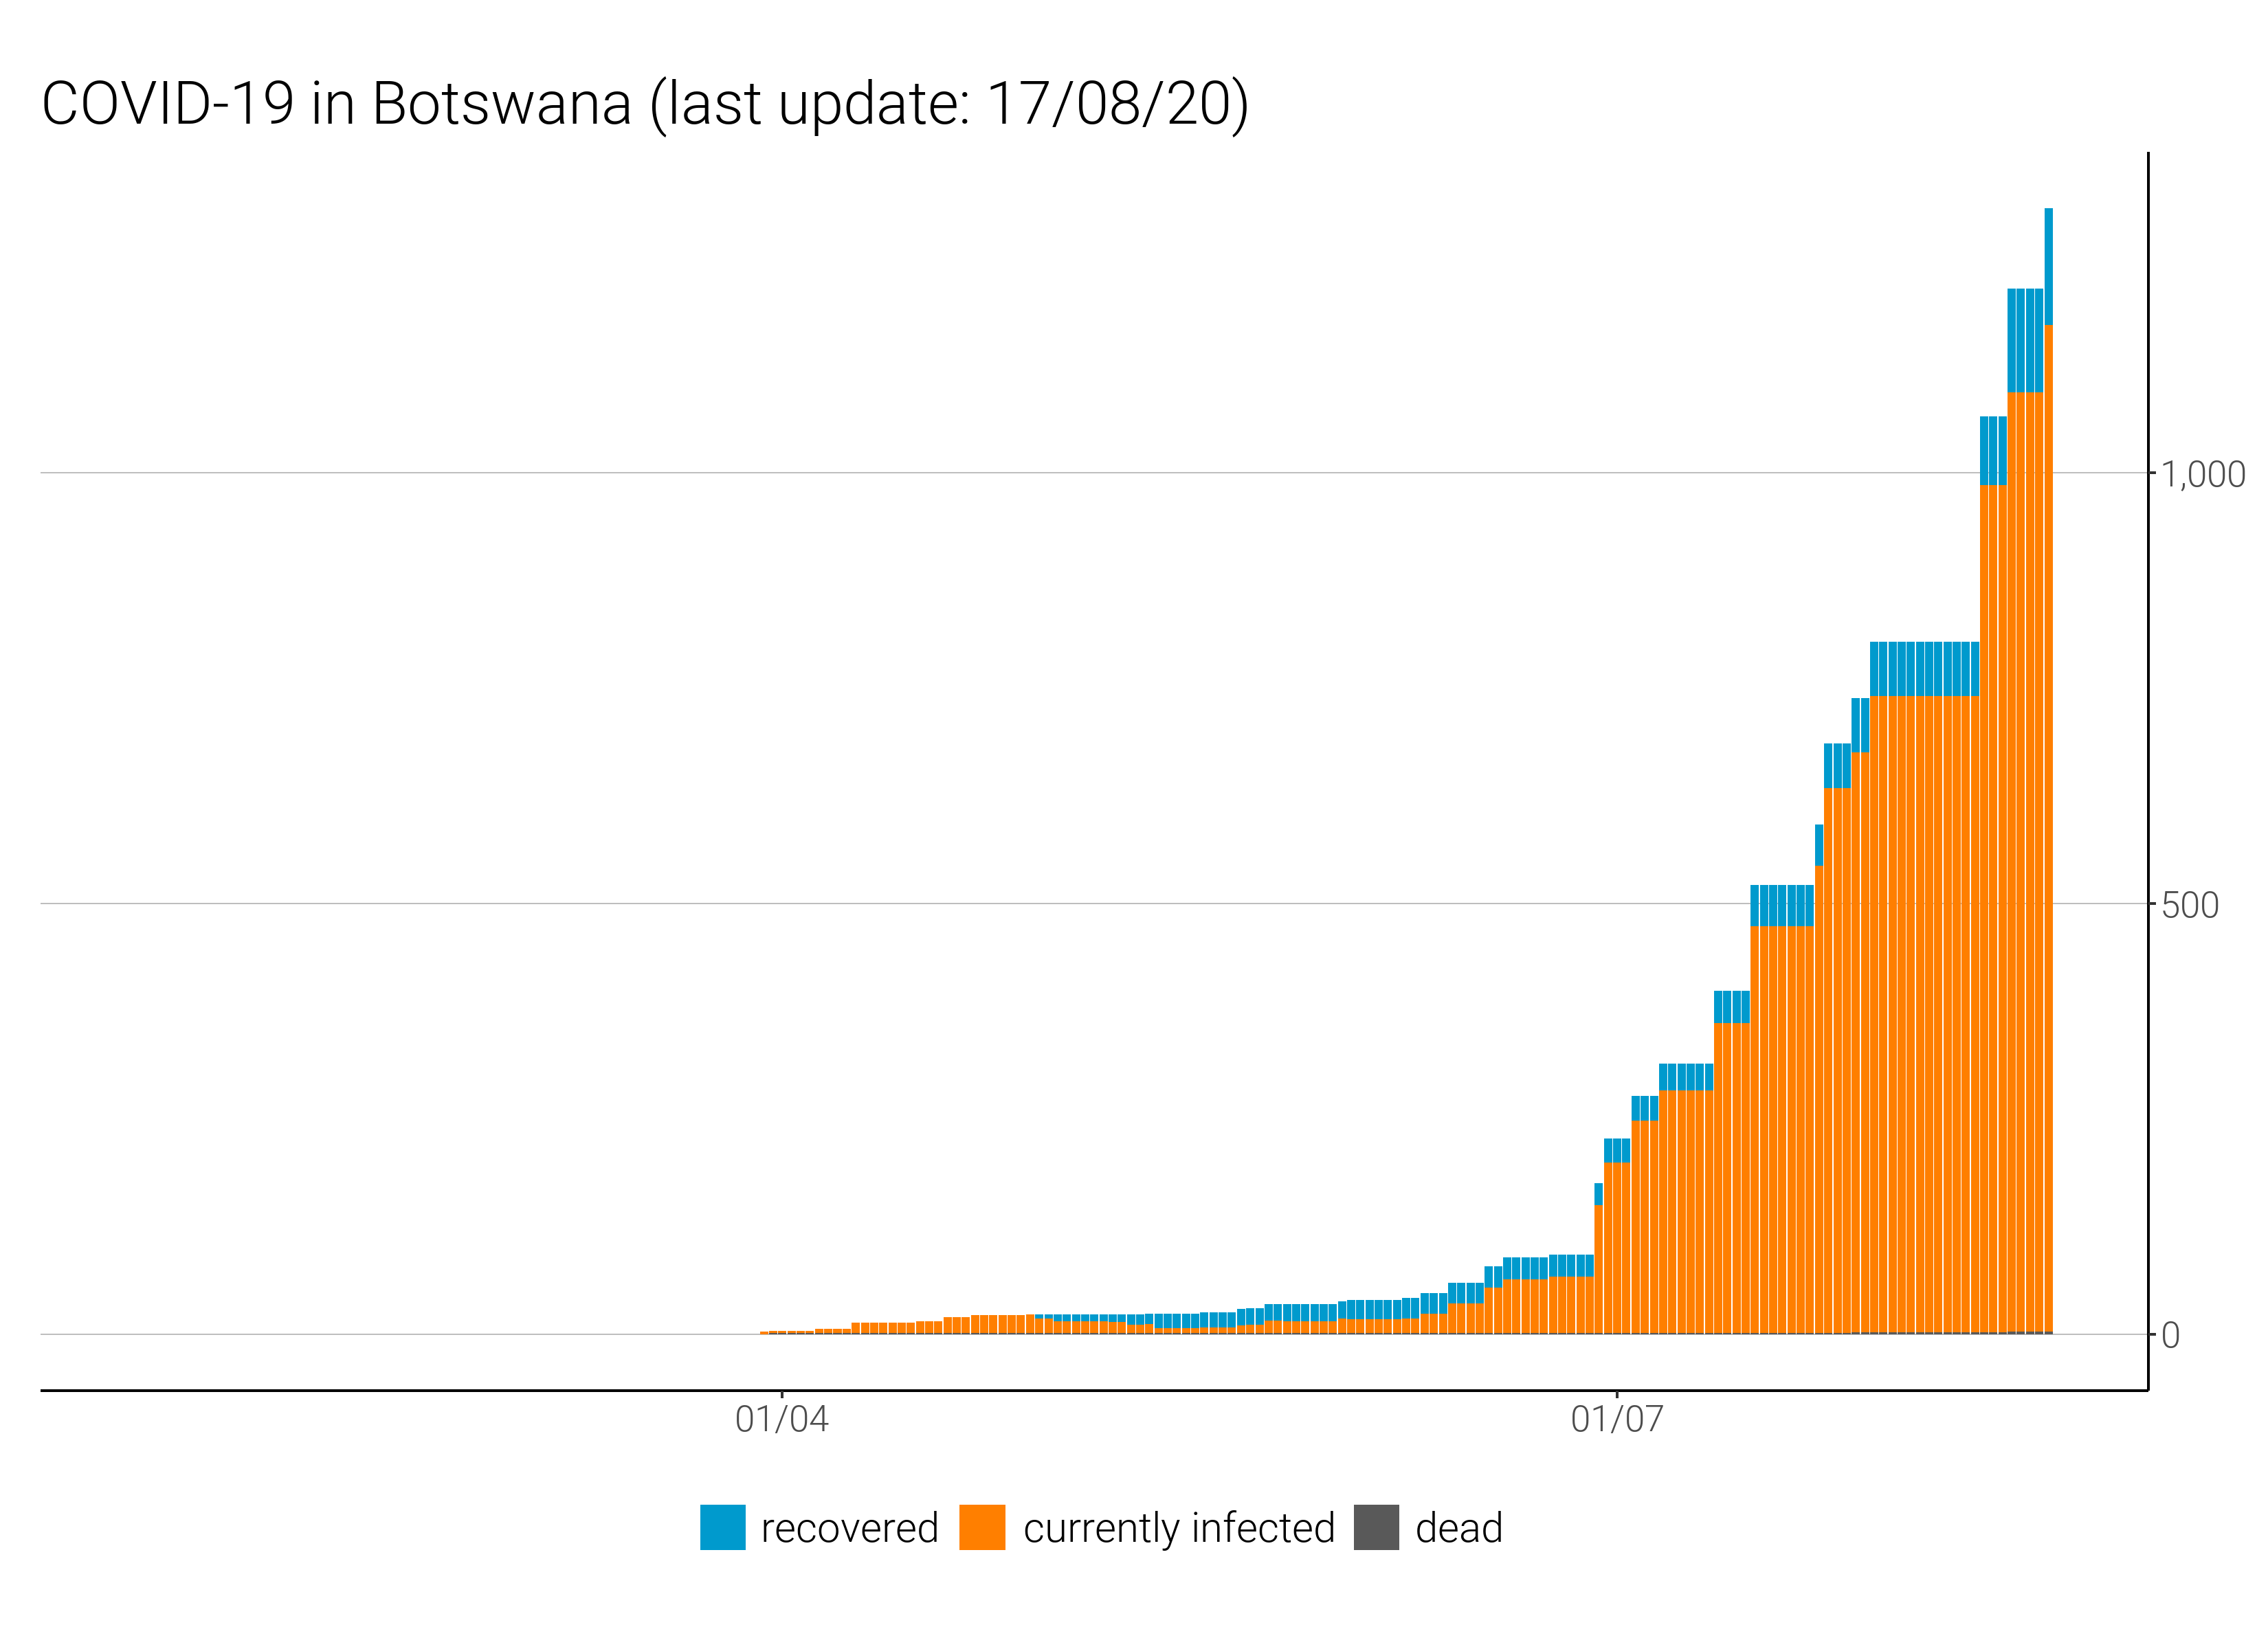 COVID-19 in Botswana (last update: 17/08/20)
1,000
500
0
01/04 01/07
recovered currently infected dead